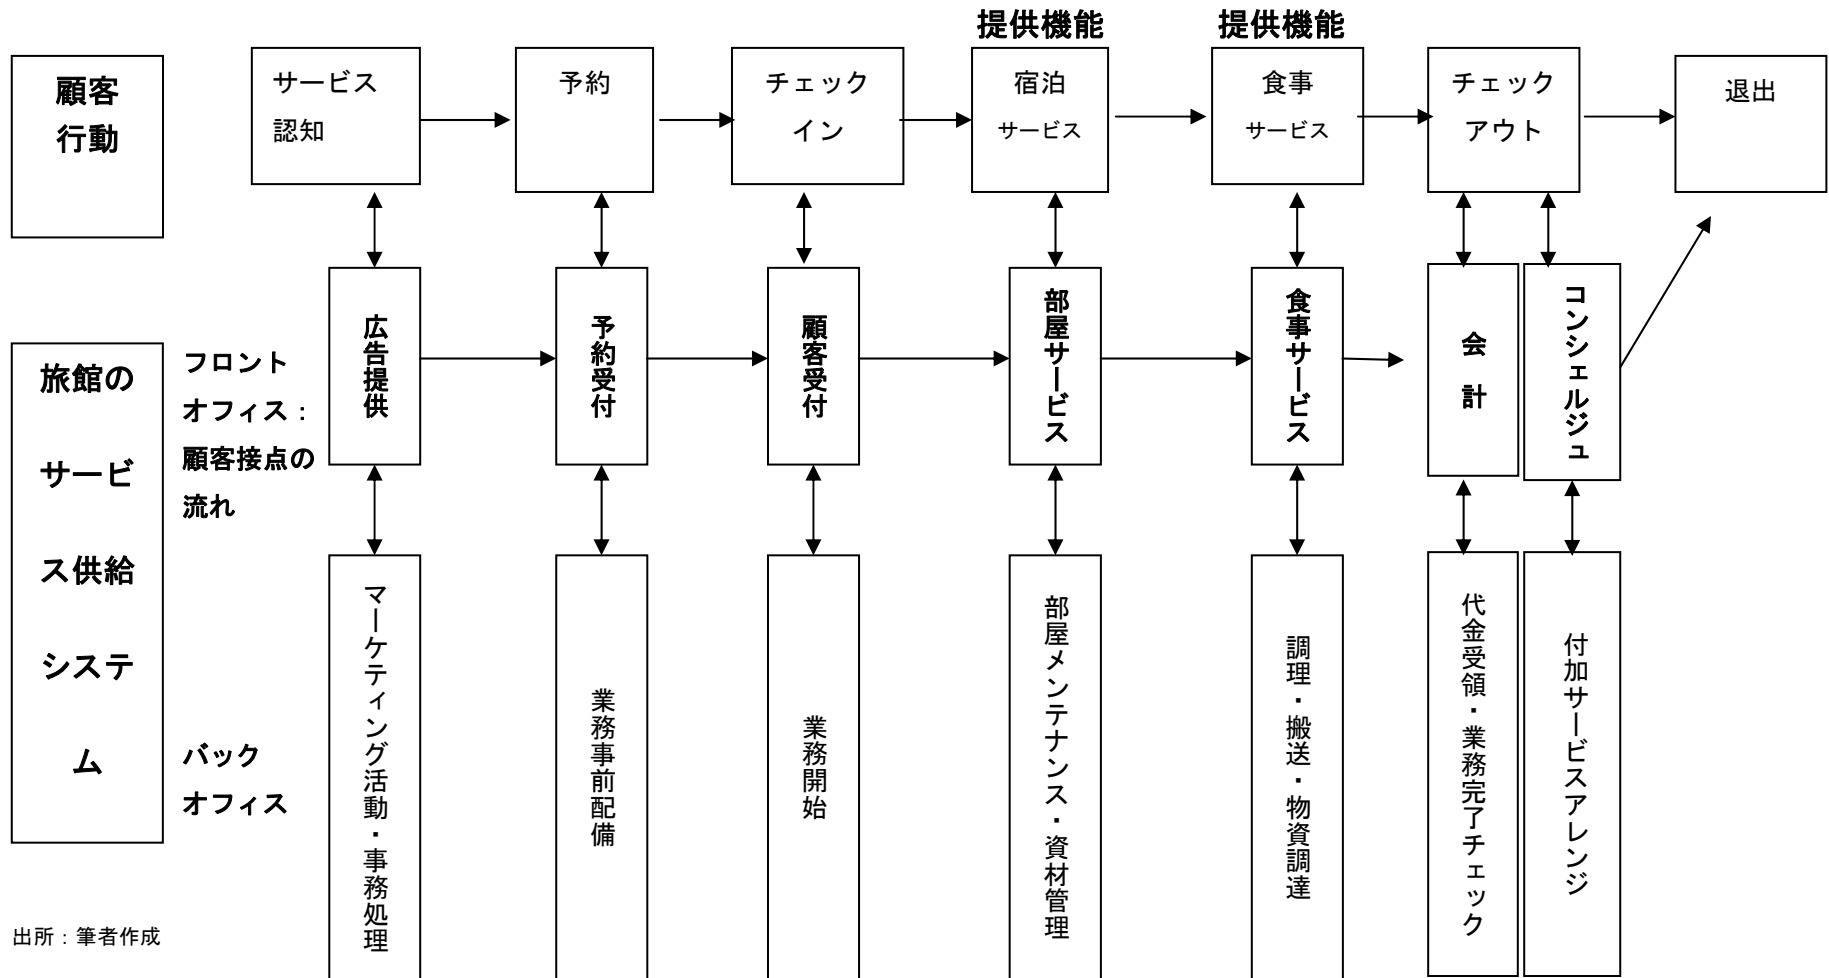 提供機能
提供機能
顧客
行動
サービス
認知
予約
チェック
イン
宿泊
サービス
食事
サービス
チェック
アウト
退出
旅館の
サービ
ス供給
システ
ム
フロント
オフィス：
顧客接点の
流れ
広告提供
予約受付
顧客受付
部屋サービス
食事サービス
会計
コンシェルジュ
バック
オフィス
マーケティング活動・事務処理
業務事前配備
業務開始
部屋メンテナンス・資材管理
調理・搬送・物資調達
代金受領・業務完了チェック
付加サービスアレンジ
出所：筆者作成